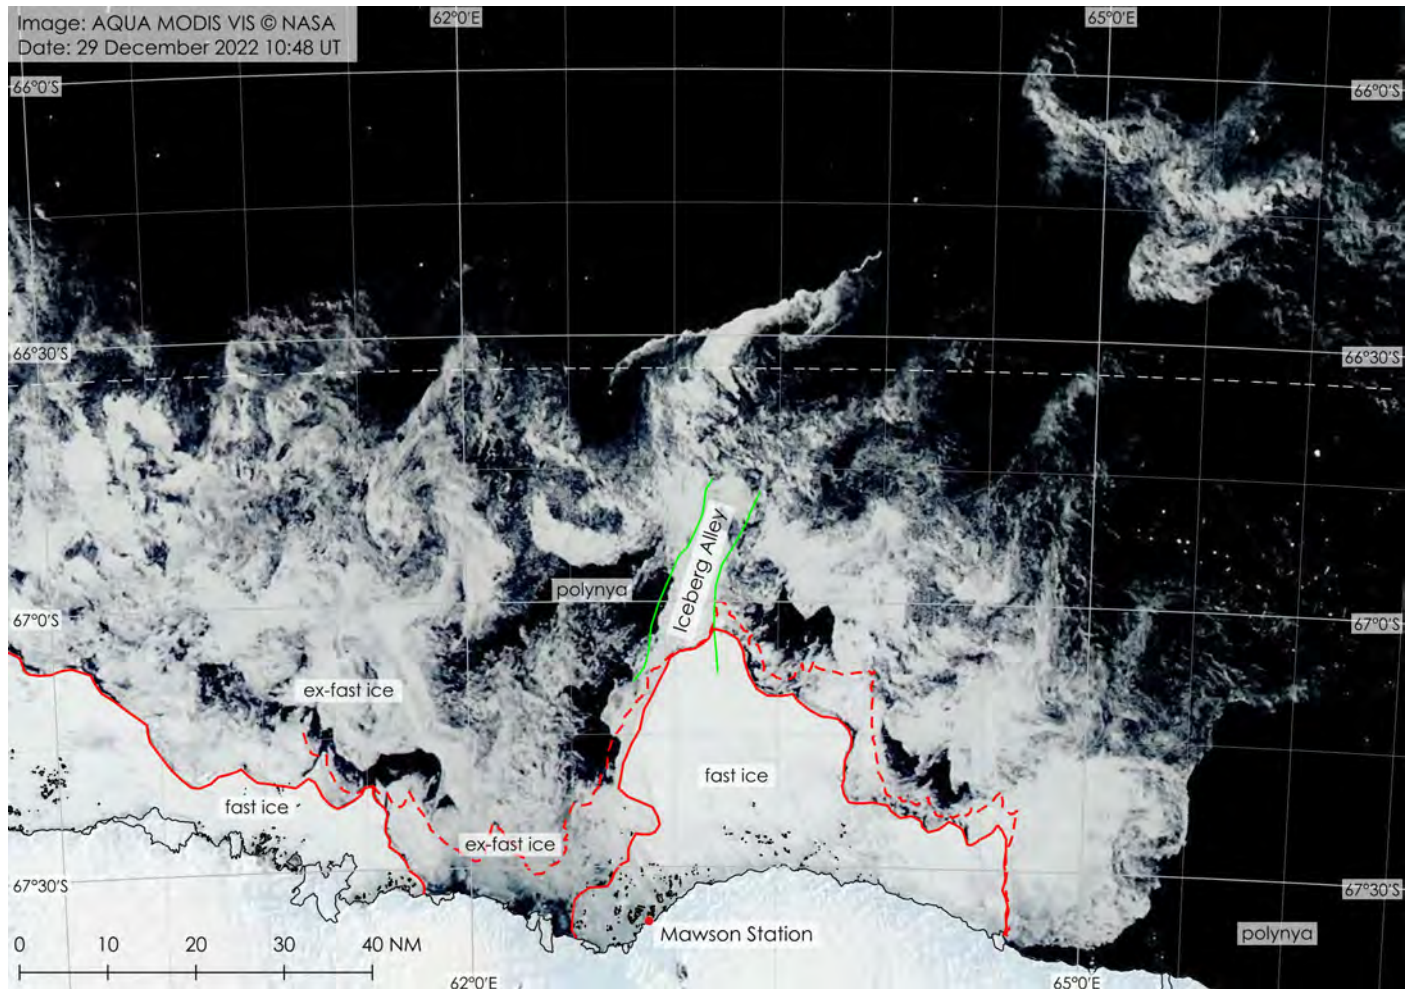 Image: AQUA MODIS VIS © NASA
Date: 29 December 2022 10:48 UT
62°0'E
65°0'E
66°0'S
66°0'S
66°30'S
66°30'S
Iceberg Alley
polynya
67°0'S
67°0'S
ex-fast ice
fast ice
fast ice
ex-fast ice
67°30'S
67°30'S
Mawson Station
polynya
0 10 20 30 40 NM
62°0'E
65°0'E